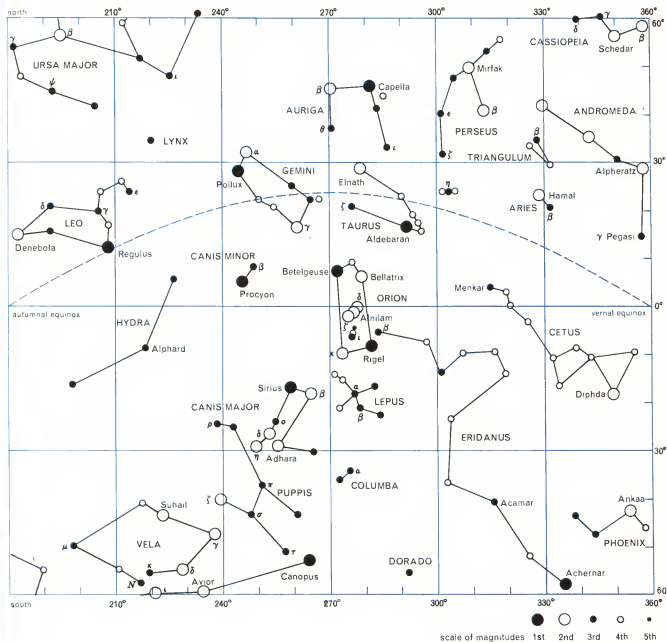 north
210°
240°
270°
300°
330°
360°
γ
β
URSA MAJOR
ψ
ι
LYNX
β
Capella
AURIGA
θ
ι
Mirfak
ε
β
PERSEUS
ζ
CASSIOPEIA
δ
γ
β
Schedar
ANDROMEDA
β
TRIANGULUM
Alpheratz
30°
α
GEMINI
Pollux
γ
Elnath
ζ
TAURUS
Aldebaran
η
Hamal
ARIES
β
γ Pegasi
δ
ε
LEO
γ
Denebola
Regulus
CANIS MINOR
β
Procyon
Betelgeuse
Bellatrix
δ
ORION
Alnilam
ζ
ι
β
κ
Rigel
Menkar
0°
autumnal equinox
vernal equinox
HYDRA
Alphard
CETUS
Diphda
Sirius
β
CANIS MAJOR
ρ
ο
δ
η
Adhara
α
LEPUS
β
ERIDANUS
30°
π
PUPPIS
ζ
σ
τ
α
COLUMBA
Acamar
Ankaa
PHOENIX
Suhail
μ
VELA
γ
κ
δ
N
ι
Avior
Canopus
DORADO
Achernar
south
210°
240°
270°
300°
330°
360°
60
scale of magnitudes 1st 2nd 3rd 4th 5th